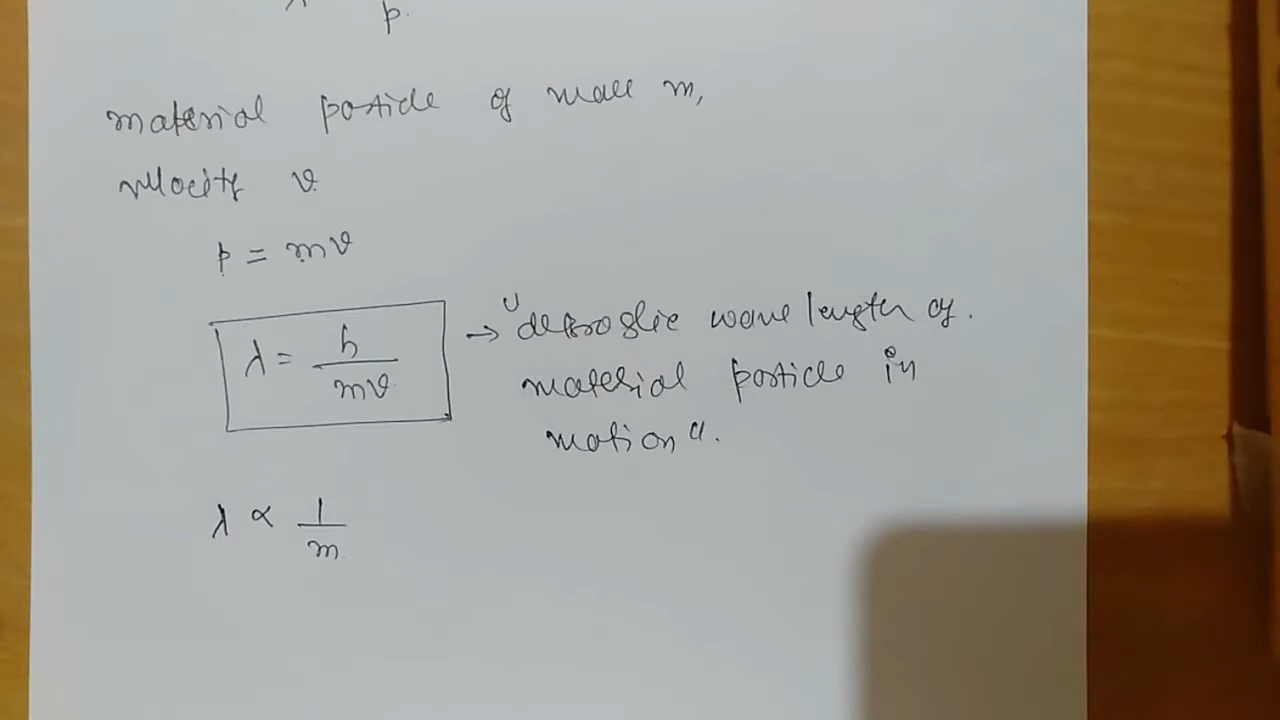 λ p.
material particle of mass m,
velocity v.
p = mv
λ = h / mv → "debroglie wave length of.
material particle in
motion".
λ ∝ 1 / m